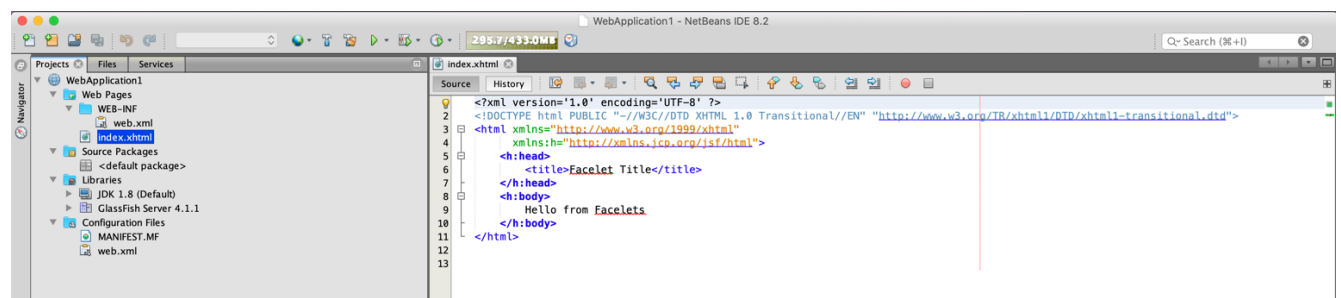 WebApplication1 - NetBeans IDE 8.2
295.7/433.0MB
Search (⌘+I)
Projects Files Services
index.xhtml
Source History
Navigator
WebApplication1
Web Pages
WEB-INF
web.xml
index.xhtml
Source Packages
<default package>
Libraries
JDK 1.8 (Default)
GlassFish Server 4.1.1
Configuration Files
MANIFEST.MF
web.xml
<?xml version='1.0' encoding='UTF-8' ?>
2 <!DOCTYPE html PUBLIC "-//W3C//DTD XHTML 1.0 Transitional//EN" "http://www.w3.org/TR/xhtml1/DTD/xhtml1-transitional.dtd">
3 <html xmlns="http://www.w3.org/1999/xhtml"
4 xmlns:h="http://xmlns.jcp.org/jsf/html">
5 <h:head>
6 <title>Facelet Title</title>
7 </h:head>
8 <h:body>
9 Hello from Facelets
10 </h:body>
11 </html>
12
13